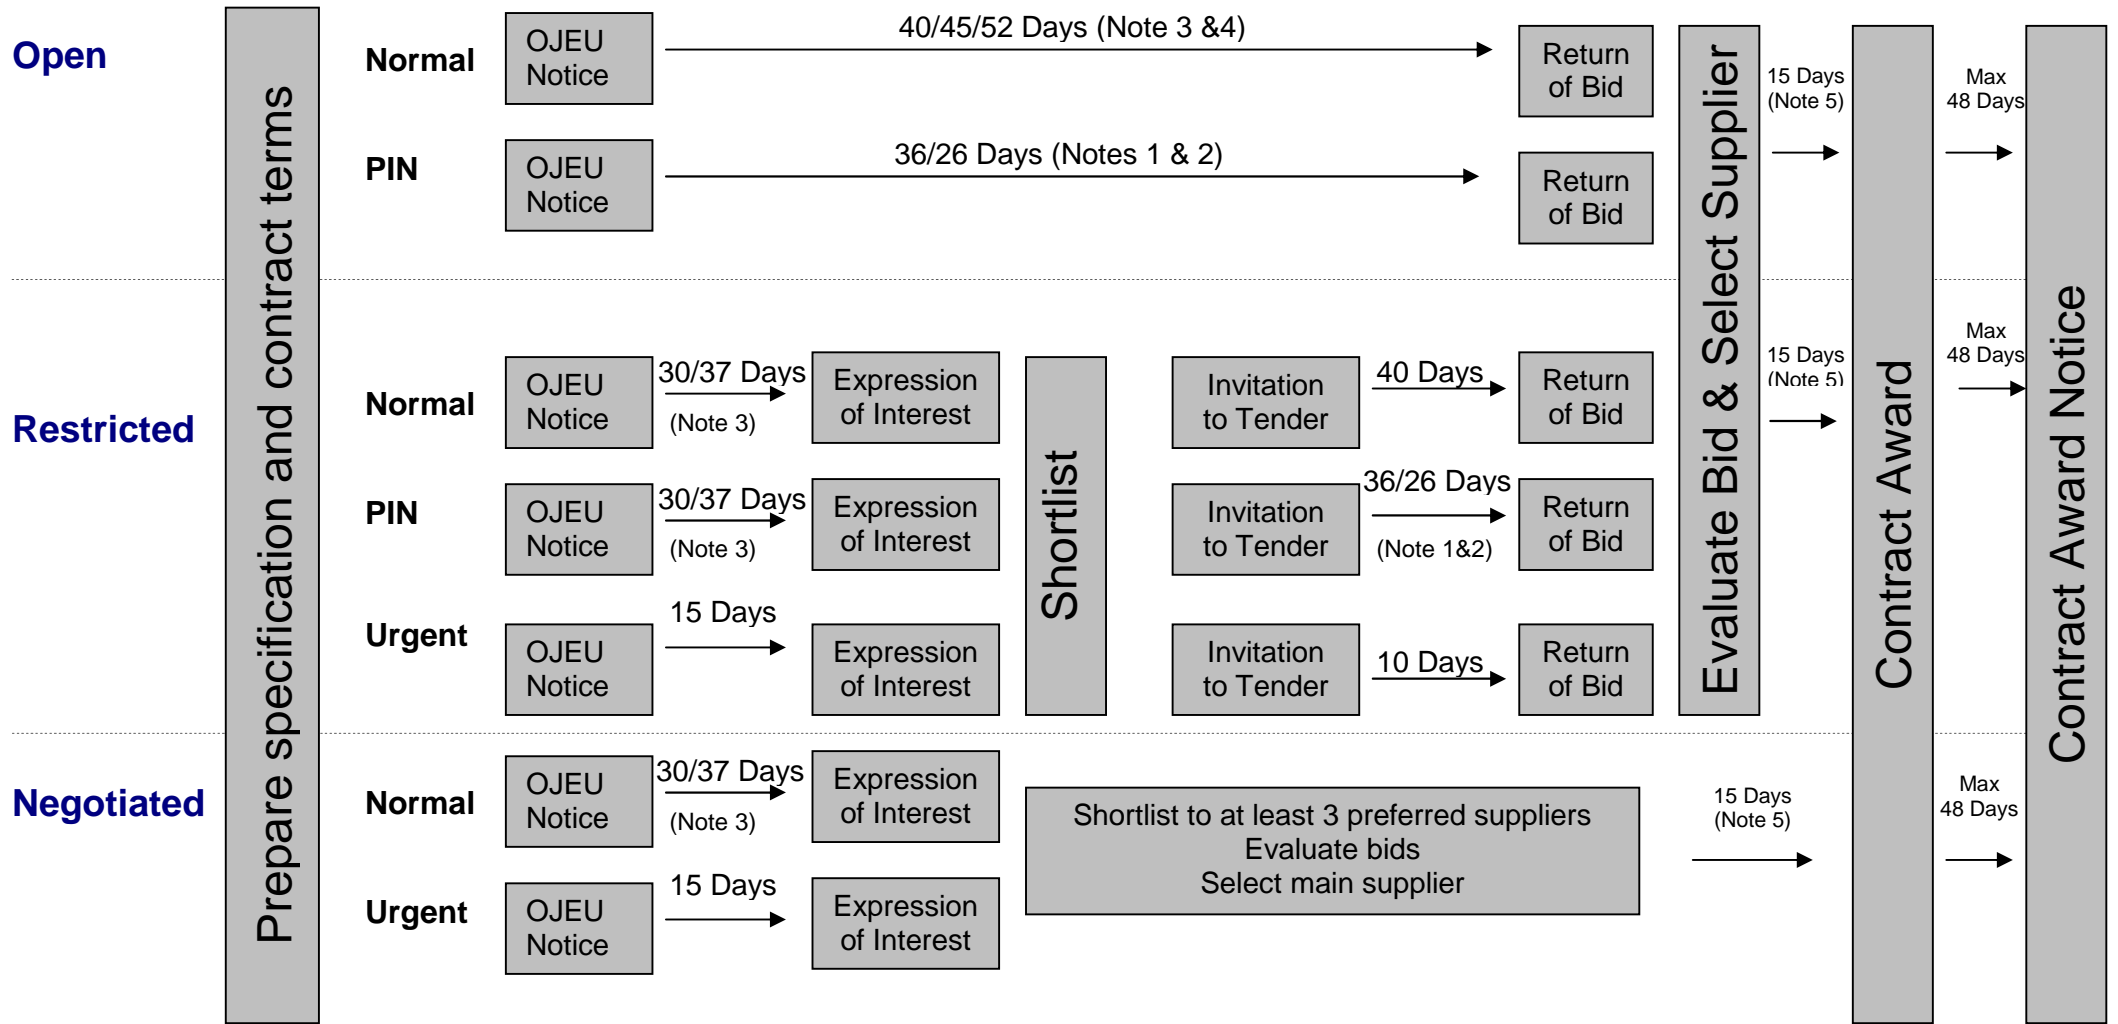 Prepare specification and contract terms
Open
Normal
OJEU
Notice
40/45/52 Days (Note 3 &4)
Return
of Bid
PIN
OJEU
Notice
36/26 Days (Notes 1 & 2)
Return
of Bid
Evaluate Bid & Select Supplier
15 Days
(Note 5)
Contract Award
Max
48 Days
Contract Award Notice
Restricted
Normal
OJEU
Notice
30/37 Days
(Note 3)
Expression
of Interest
Shortlist
Invitation
to Tender
40 Days
Return
of Bid
15 Days
(Note 5)
Max
48 Days
PIN
OJEU
Notice
30/37 Days
(Note 3)
Expression
of Interest
Invitation
to Tender
36/26 Days
(Note 1&2)
Return
of Bid
Urgent
OJEU
Notice
15 Days
Expression
of Interest
Invitation
to Tender
10 Days
Return
of Bid
Negotiated
Normal
OJEU
Notice
30/37 Days
(Note 3)
Expression
of Interest
Shortlist to at least 3 preferred suppliers
Evaluate bids
Select main supplier
15 Days
(Note 5)
Max
48 Days
Urgent
OJEU
Notice
15 Days
Expression
of Interest